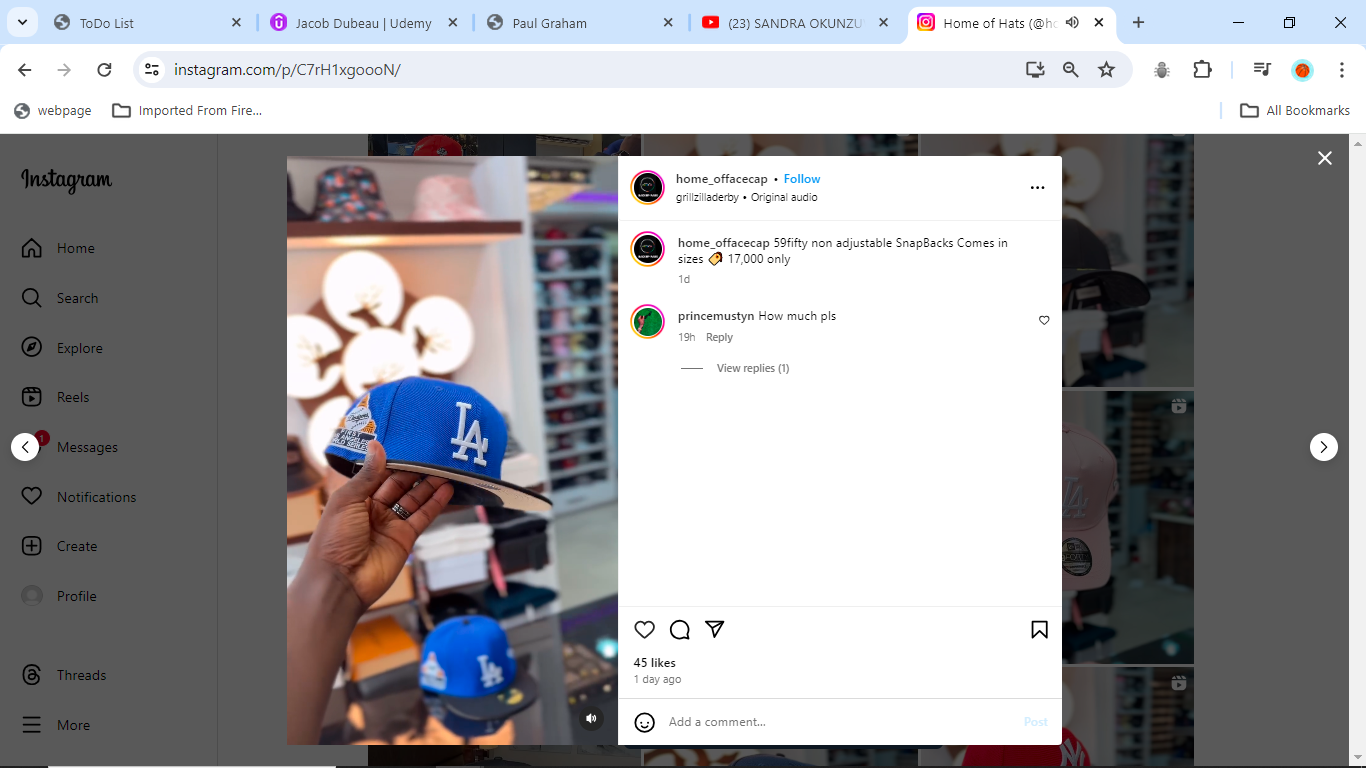 ToDo List
Jacob Dubeau | Udemy
Paul Graham
(23) SANDRA OKUNZU
Home of Hats (@ho
instagram.com/p/C7rH1xgoooN/
webpage
Imported From Fire...
All Bookmarks
Instagram
Home
Search
Explore
Reels
1
Messages
Notifications
Create
Profile
Threads
More
LA
LA
home_offacecap • Follow
grillzilladerby • Original audio
home_offacecap 59fifty non adjustable SnapBacks Comes in
sizes 17,000 only
1d
princemustyn How much pls
19h Reply
View replies (1)
45 likes
1 day ago
Add a comment...
Post
LA